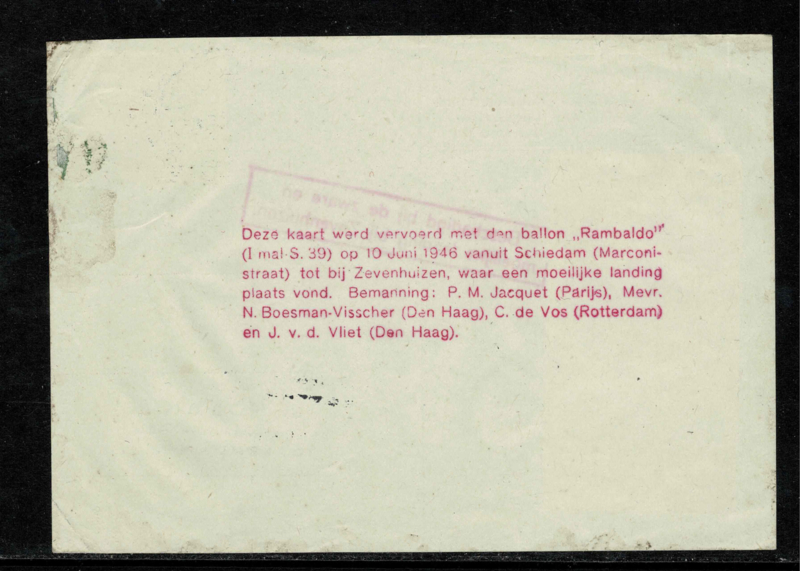 Deze kaart werd vervoerd met den ballon „Rambaldo”
(I mal-S. 39) op 10 Juni 1946 vanuit Schiedam (Marconi-
straat) tot bij Zevenhuizen, waar een moeilijke landing
plaats vond. Bemanning: P. M. Jacquet (Parijs), Mevr.
N. Boesman-Visscher (Den Haag), C. de Vos (Rotterdam)
en J. v. d. Vliet (Den Haag).